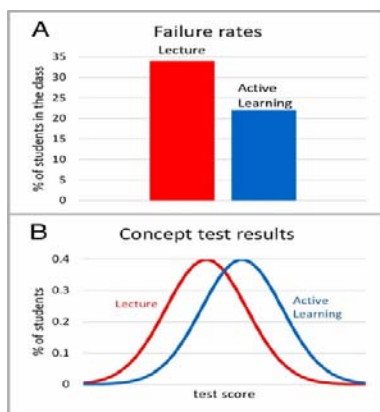 A
Failure rates
Lecture
Active
Learning
% of students in the class
35
30
25
20
15
10
5
0
B
Concept test results
Lecture
Active
Learning
% of students
0.4
0.3
0.2
0.1
0
test score